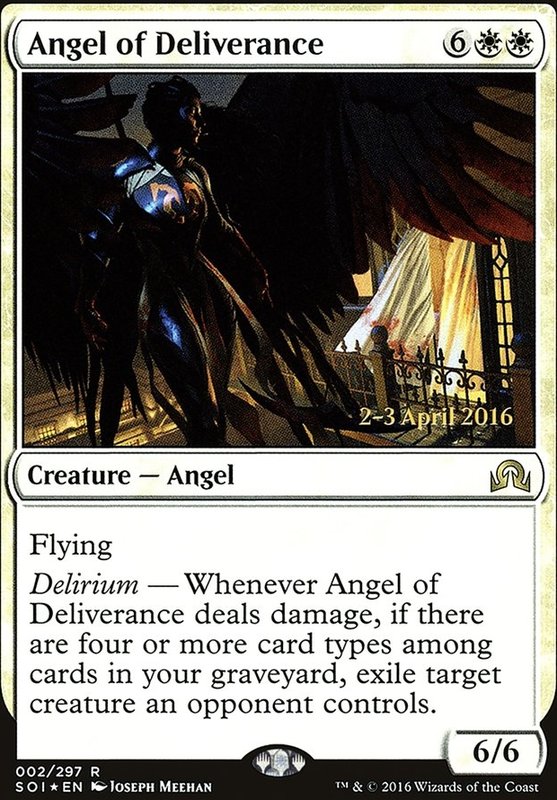 Angel of Deliverance 6
2-3 April 2016
Creature — Angel
Flying
Delirium — Whenever Angel of
Deliverance deals damage, if there
are four or more card types among
cards in your graveyard, exile target
creature an opponent controls.
6/6
002/297 R
SOI★EN Joseph Meehan
™ & © 2016 Wizards of the Coast